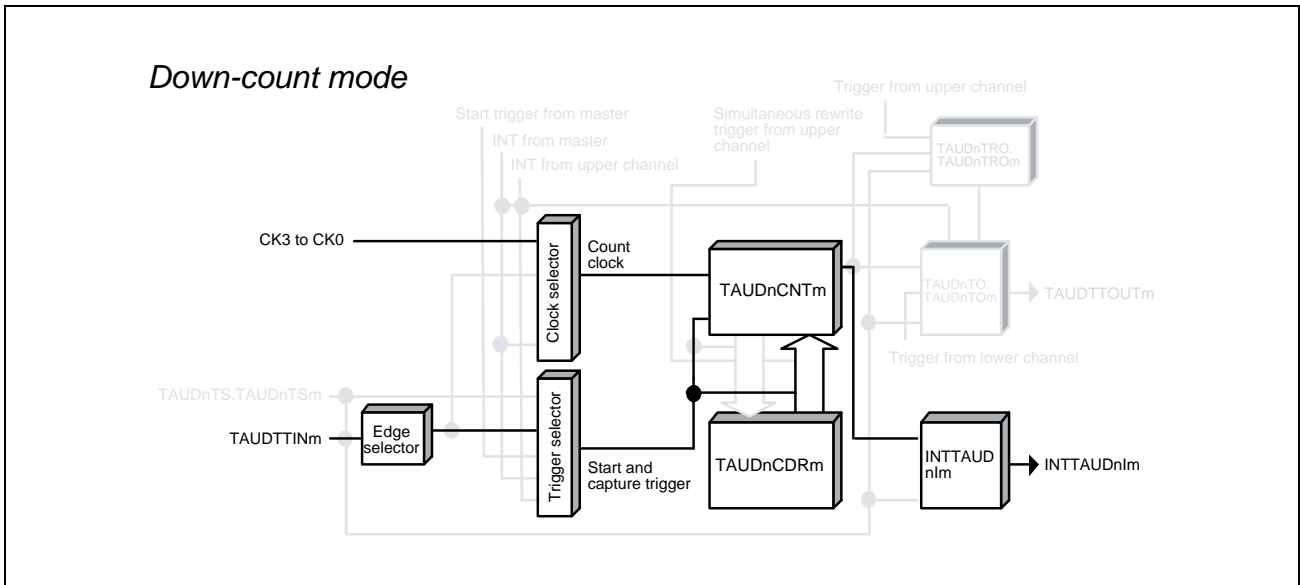 Down-count mode
Trigger from upper channel
Start trigger from master
Simultaneous rewrite
trigger from upper
channel
INT from master
INT from upper channel
TAUDnTRO.
TAUDnTROm
CK3 to CK0
Clock selector
Count
clock
TAUDnCNTm
TAUDnTO.
TAUDnTOm
TAUDTTOUTm
Trigger from lower channel
TAUDnTS.TAUDnTSm
TAUDTTINm
Edge
selector
Trigger selector
Start and
capture trigger
TAUDnCDRm
INTTAUD
nIm
INTTAUDnIm